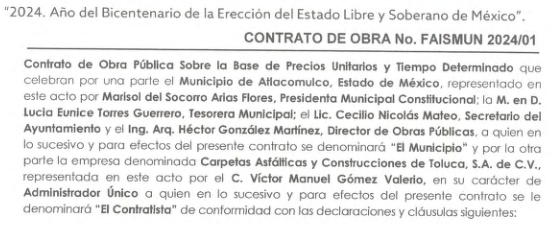 "2024. Año del Bicentenario de la Erección del Estado Libre y Soberano de México".
CONTRATO DE OBRA No. FAISMUN 2024/01
Contrato de Obra Pública Sobre la Base de Precios Unitarios y Tiempo Determinado que
celebran por una parte el Municipio de Atlacomulco, Estado de México, representado en
este acto por Marisol del Socorro Arias Flores, Presidenta Municipal Constitucional; la M. en D.
Lucia Eunice Torres Guerrero, Tesorera Municipal; el Lic. Cecilio Nicolás Mateo, Secretario del
Ayuntamiento y el Ing. Arq. Héctor González Martínez, Director de Obras Públicas, a quien en
lo sucesivo y para efectos del presente contrato se denominará "El Municipio" y por la otra
parte la empresa denominada Carpetas Asfálticas y Construcciones de Toluca, S.A. de C.V.,
representada en este acto por el C. Víctor Manuel Gómez Valerio, en su carácter de
Administrador Único a quien en lo sucesivo y para efectos del presente contrato se le
denominará "El Contratista" de conformidad con las declaraciones y cláusulas siguientes: